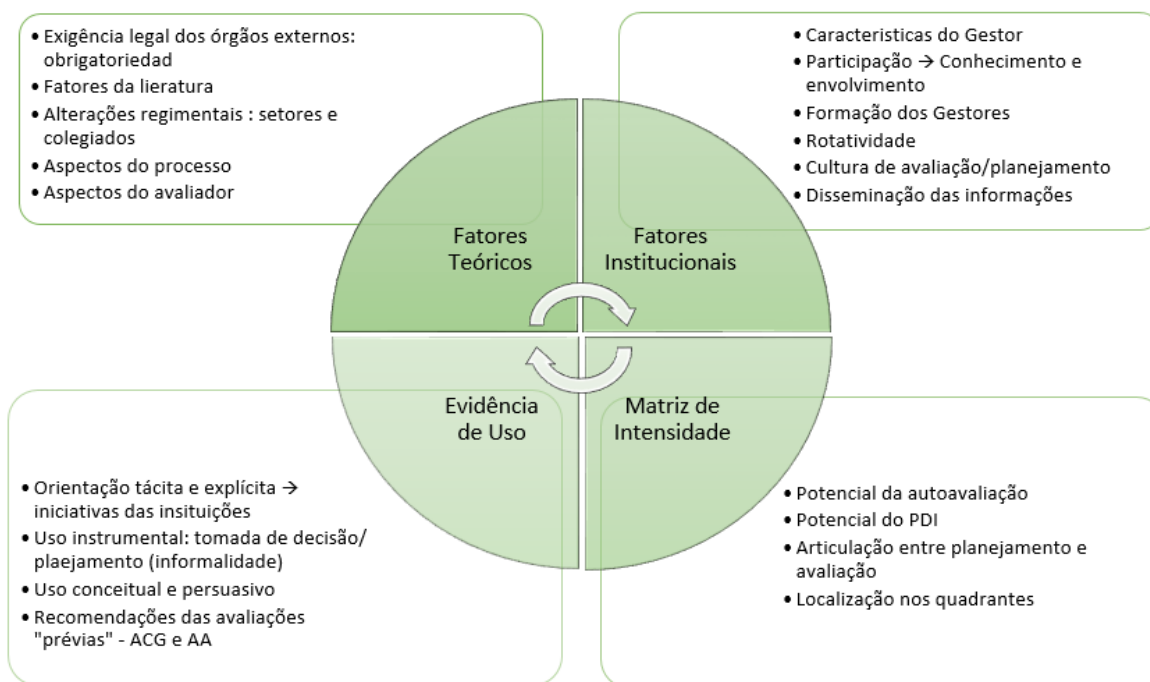 • Exigência legal dos órgãos externos:
obrigatoriedad
• Fatores da lieratura
• Alterações regimentais : setores e
colegiados
• Aspectos do processo
• Aspectos do avaliador
• Caracteristicas do Gestor
• Participação → Conhecimento e
envolvimento
• Formação dos Gestores
• Rotatividade
• Cultura de avaliação/planejamento
• Disseminação das informações
Fatores
Teóricos
Fatores
Institucionais
Evidência
de Uso
Matriz de
Intensidade
• Orientação tácita e explícita →
iniciativas das insituições
• Uso instrumental: tomada de decisão/
plaejamento (informalidade)
• Uso conceitual e persuasivo
• Recomendações das avaliações
"prévias" - ACG e AA
• Potencial da autoavaliação
• Potencial do PDI
• Articulação entre planejamento e
avaliação
• Localização nos quadrantes